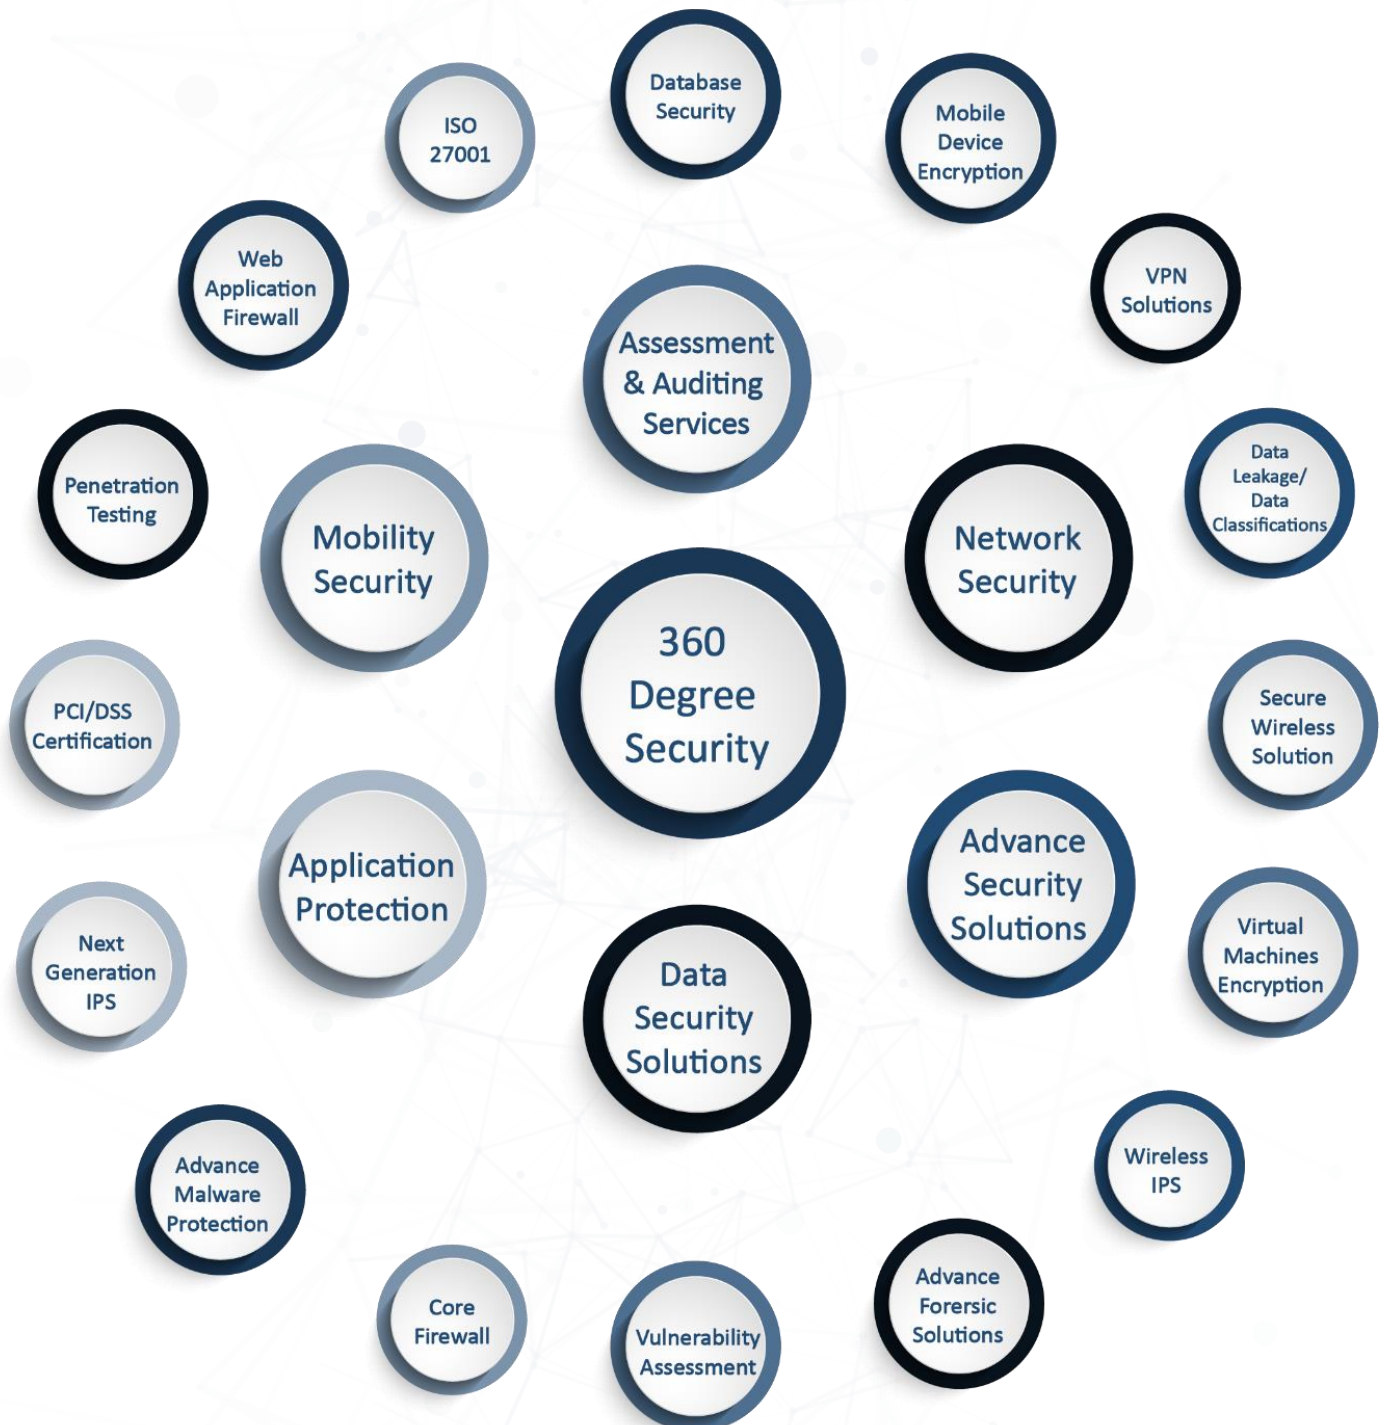 Database
Security
ISO
27001
Mobile
Device
Encryption
Web
Application
Firewall
VPN
Solutions
Assessment
& Auditing
Services
Penetration
Testing
Mobility
Security
Network
Security
Data
Leakage/
Data
Classifications
360
Degree
Security
PCI/DSS
Certification
Secure
Wireless
Solution
Application
Protection
Advance
Security
Solutions
Next
Generation
IPS
Data
Security
Solutions
Virtual
Machines
Encryption
Advance
Malware
Protection
Wireless
IPS
Core
Firewall
Vulnerability
Assessment
Advance
Forersic
Solutions